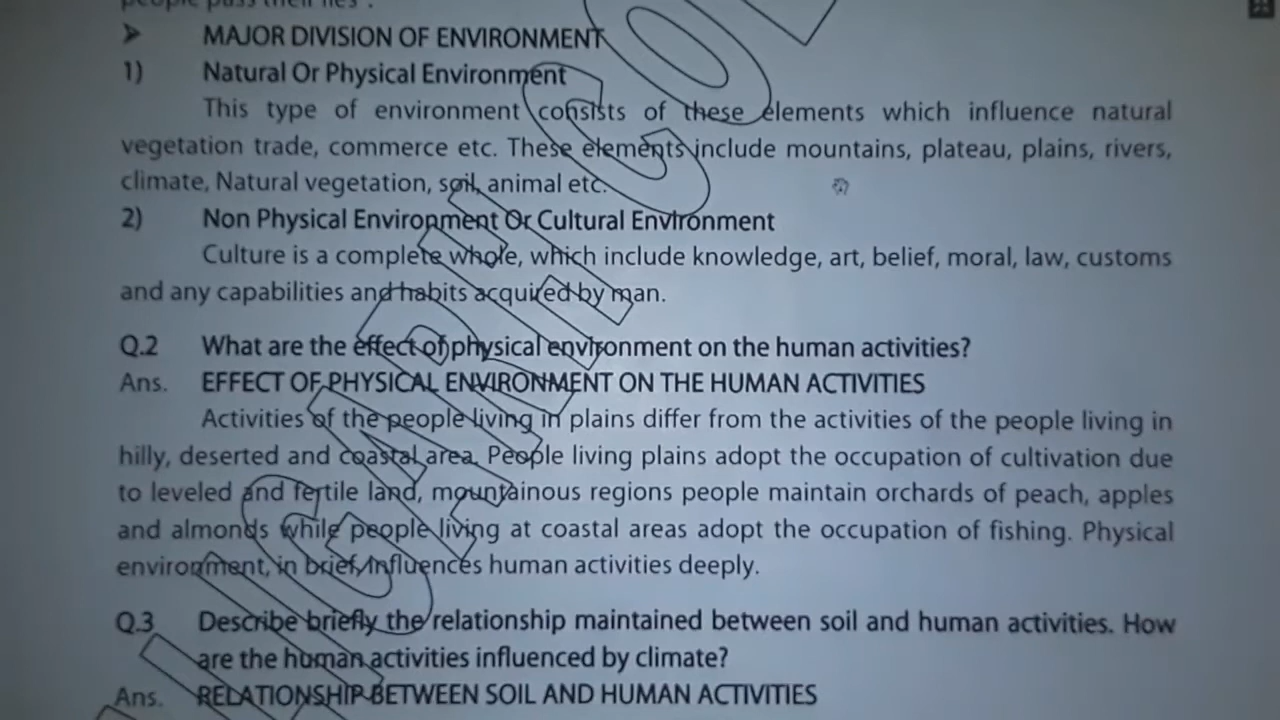 ➤ MAJOR DIVISION OF ENVIRONMENT
1) Natural Or Physical Environment
This type of environment consists of these elements which influence natural
vegetation trade, commerce etc. These elements include mountains, plateau, plains, rivers,
climate, Natural vegetation, soil, animal etc.
2) Non Physical Environment Or Cultural Environment
Culture is a complete whole, which include knowledge, art, belief, moral, law, customs
and any capabilities and habits acquired by man.
Q.2 What are the effect of physical environment on the human activities?
Ans. EFFECT OF PHYSICAL ENVIRONMENT ON THE HUMAN ACTIVITIES
Activities of the people living in plains differ from the activities of the people living in
hilly, deserted and coastal area. People living plains adopt the occupation of cultivation due
to leveled and fertile land, mountainous regions people maintain orchards of peach, apples
and almonds while people living at coastal areas adopt the occupation of fishing. Physical
environment, in brief, influences human activities deeply.
Q.3 Describe briefly the relationship maintained between soil and human activities. How
are the human activities influenced by climate?
Ans. RELATIONSHIP BETWEEN SOIL AND HUMAN ACTIVITIES